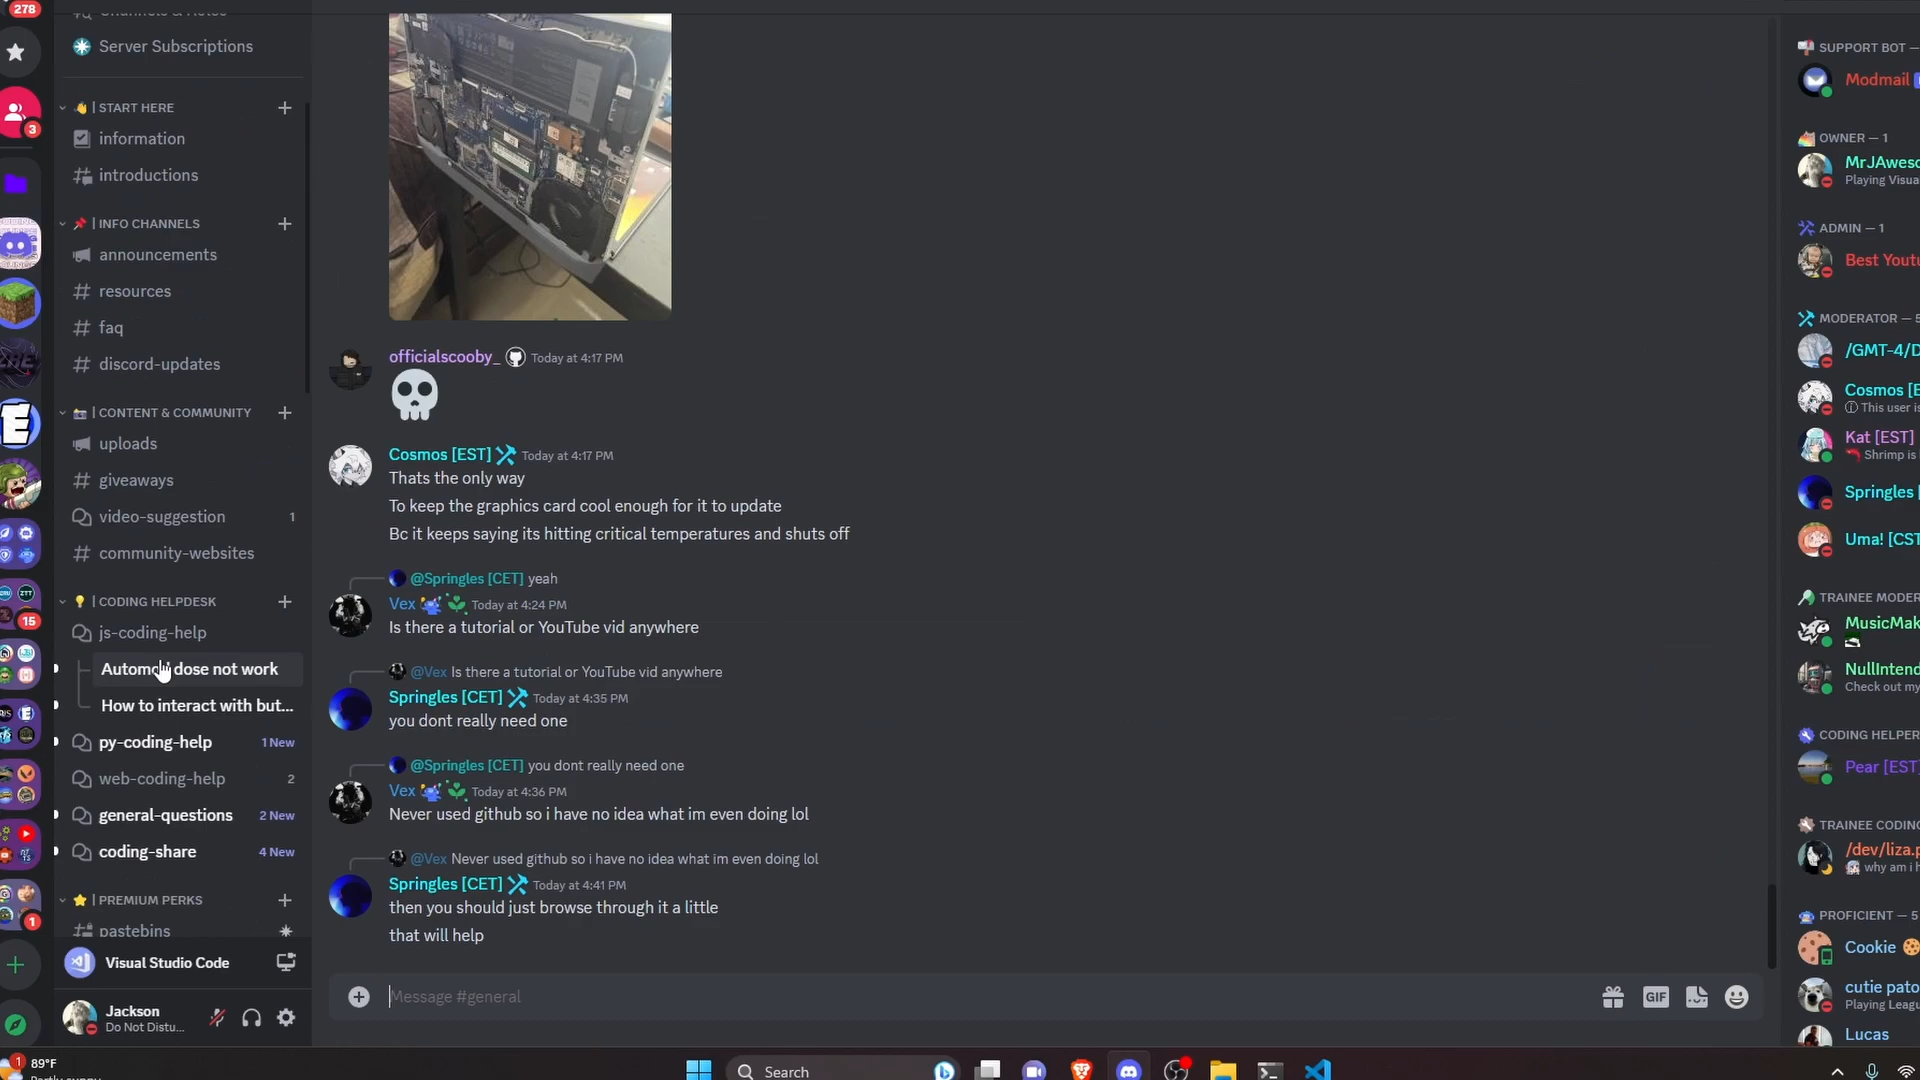 278
Server Subscriptions
👋 | START HERE
information
introductions
3
📌 | INFO CHANNELS
announcements
resources
faq
discord-updates
📸 | CONTENT & COMMUNITY
uploads
giveaways
video-suggestion 1
community-websites
💡 | CODING HELPDESK
js-coding-help
15
dose not work
How to interact with but...
py-coding-help 1 New
web-coding-help 2
general-questions 2 New
coding-share 4 New
⭐ | PREMIUM PERKS
pastebins
1
Visual Studio Code
Jackson
Do Not Distu...
officialscooby_ Today at 4:17 PM
Cosmos [EST] Today at 4:17 PM
Thats the only way
To keep the graphics card cool enough for it to update
Bc it keeps saying its hitting critical temperatures and shuts off
@Springles [CET] yeah
Vex Today at 4:24 PM
Is there a tutorial or YouTube vid anywhere
@Vex Is there a tutorial or YouTube vid anywhere
Springles [CET] Today at 4:35 PM
you dont really need one
@Springles [CET] you dont really need one
Vex Today at 4:36 PM
Never used github so i have no idea what im even doing lol
@Vex Never used github so i have no idea what im even doing lol
Springles [CET] Today at 4:41 PM
then you should just browse through it a little
that will help
Message #general
GIF
SUPPORT BOT —
Modmail
OWNER — 1
MrJAweso
Playing Visua
ADMIN — 1
Best Youtu
MODERATOR — 5
/GMT-4/D
Cosmos [E
This user is
Kat [EST]
Shrimp is
Springles [
Uma! [CST
TRAINEE MODER
MusicMak
NullIntend
Check out my
CODING HELPER
Pear [EST]
TRAINEE CODING
/dev/liza.p
why am i h
PROFICIENT — 5
Cookie
cutie pato
Playing Leagu
Lucas
1
89°F
Search